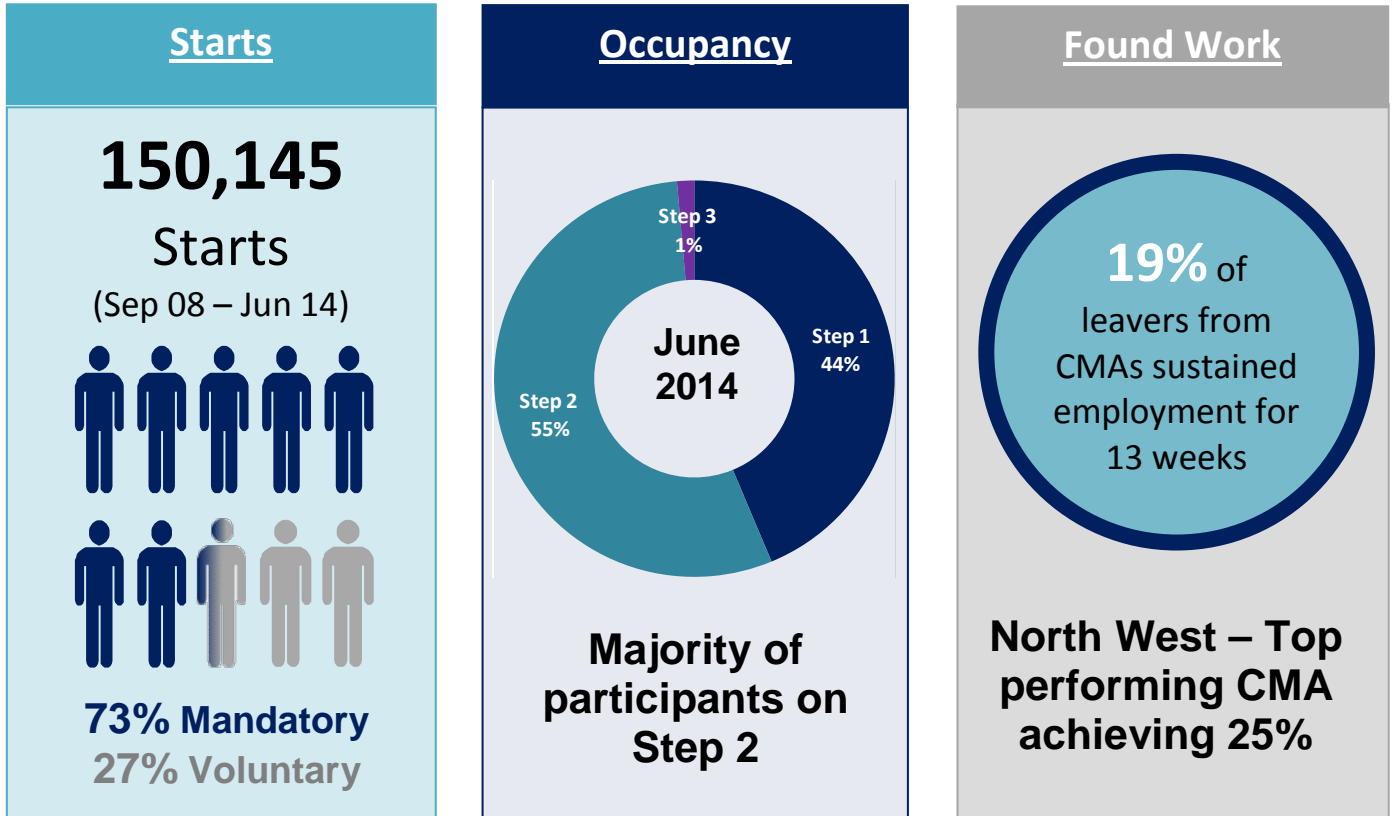 Starts
150,145
Starts
(Sep 08 – Jun 14)
73% Mandatory
27% Voluntary
Occupancy
Step 3
1%
Step 1
44%
Step 2
55%
June
2014
Majority of
participants on
Step 2
Found Work
19% of
leavers from
CMAs sustained
employment for
13 weeks
North West – Top
performing CMA
achieving 25%